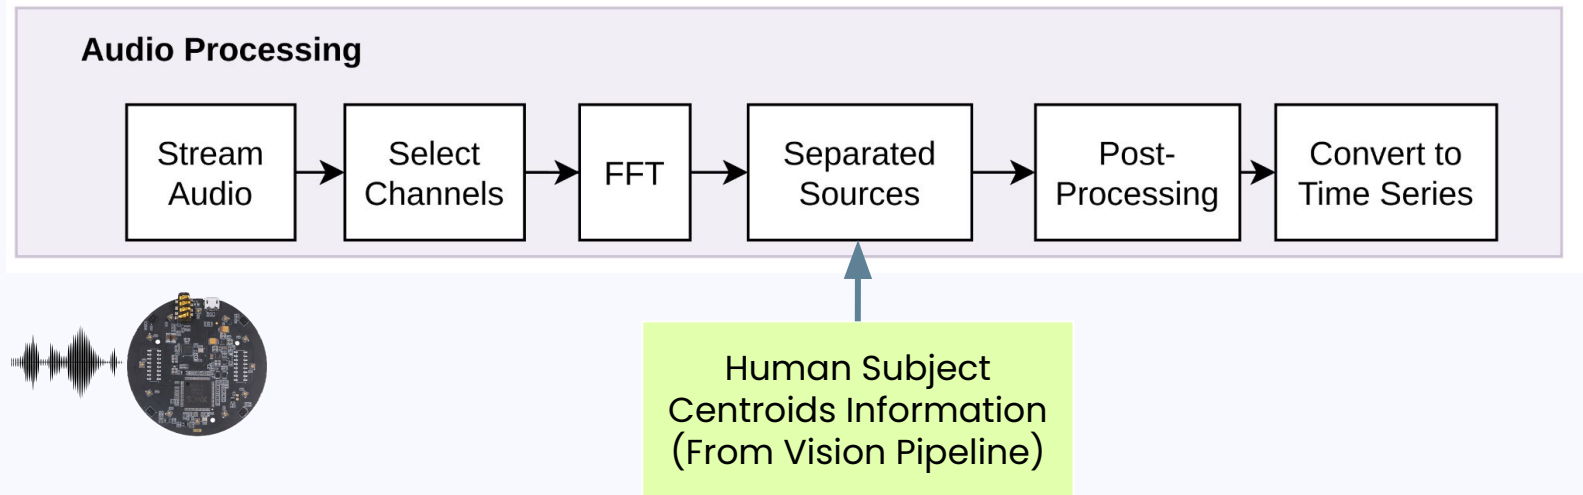 Audio Processing
Stream
Audio
Select
Channels
FFT
Separated
Sources
Post-
Processing
Convert to
Time Series
Human Subject
Centroids Information
(From Vision Pipeline)